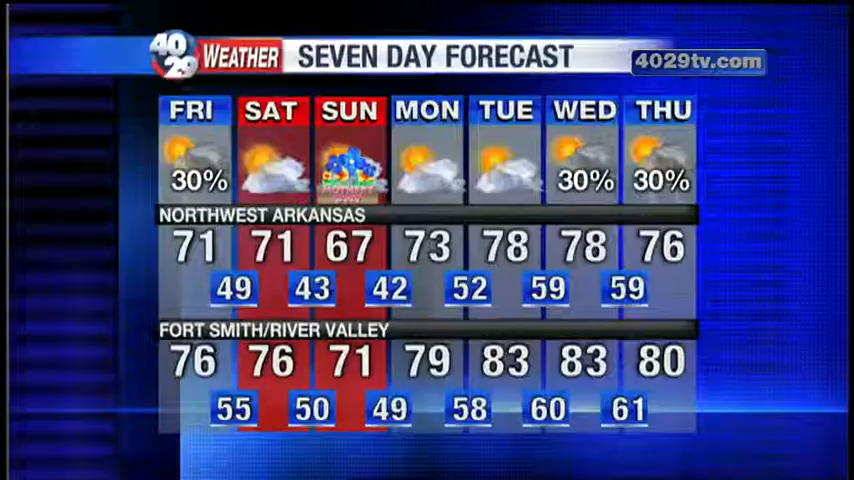 40
29
WEATHER
SEVEN DAY FORECAST
4029tv.com
FRI SAT SUN MON TUE WED THU
30% 30% 30%
NORTHWEST ARKANSAS
71 71 67 73 78 78 76
49 43 42 52 59 59
FORT SMITH/RIVER VALLEY
76 76 71 79 83 83 80
55 50 49 58 60 61